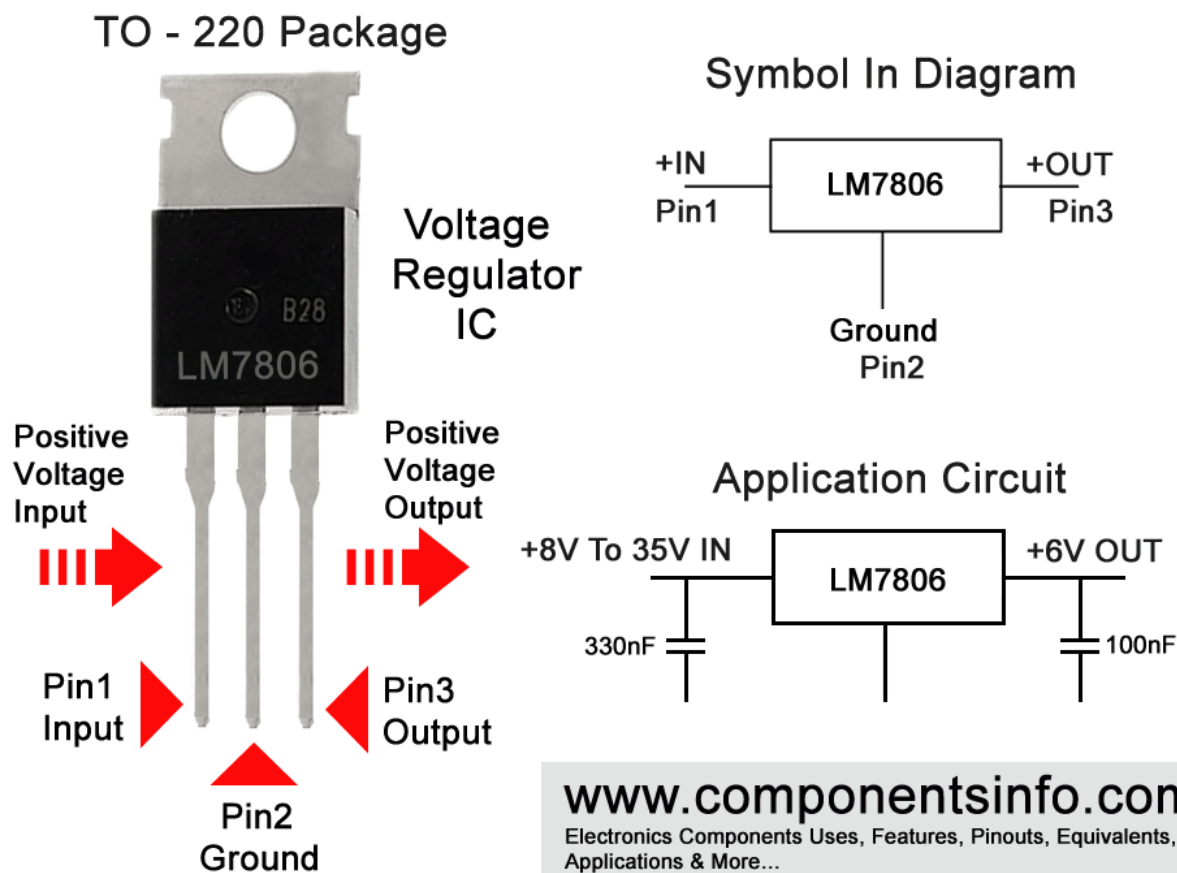 TO - 220 Package
B28
LM7806
Voltage
Regulator
IC
Positive
Voltage
Input
Positive
Voltage
Output
Pin1
Input
Pin3
Output
Pin2
Ground
Symbol In Diagram
+IN
Pin1
LM7806
+OUT
Pin3
Ground
Pin2
Application Circuit
+8V To 35V IN
LM7806
+6V OUT
330nF
100nF
www.componentsinfo.com
Electronics Components Uses, Features, Pinouts, Equivalents,
Applications & More...